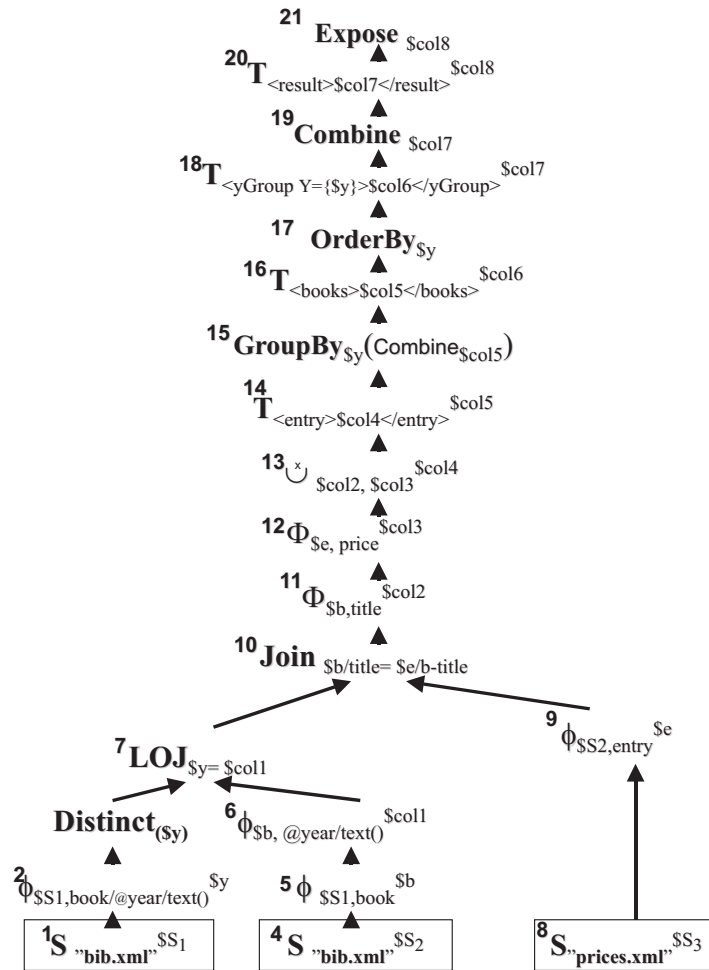 21 Expose $col8
20 T <result>$col7</result> $col8
19 Combine $col7
18 T <yGroup Y={$y}>$col6</yGroup> $col7
17 OrderBy $y
16 T <books>$col5</books> $col6
15 GroupBy $y (Combine $col5)
14 T <entry>$col4</entry> $col5
13 x ∪ $col2, $col3 $col4
12 Φ $e, price $col3
11 Φ $b,title $col2
10 Join $b/title= $e/b-title
9 ϕ $S2,entry $e
7 LOJ $y= $col1
Distinct ($y)
6 ϕ $b, @year/text() $col1
2 ϕ $S1,book/@year/text() $y
5 ϕ $S1,book $b
1 S "bib.xml" $S1
4 S "bib.xml" $S2
8 S "prices.xml" $S3